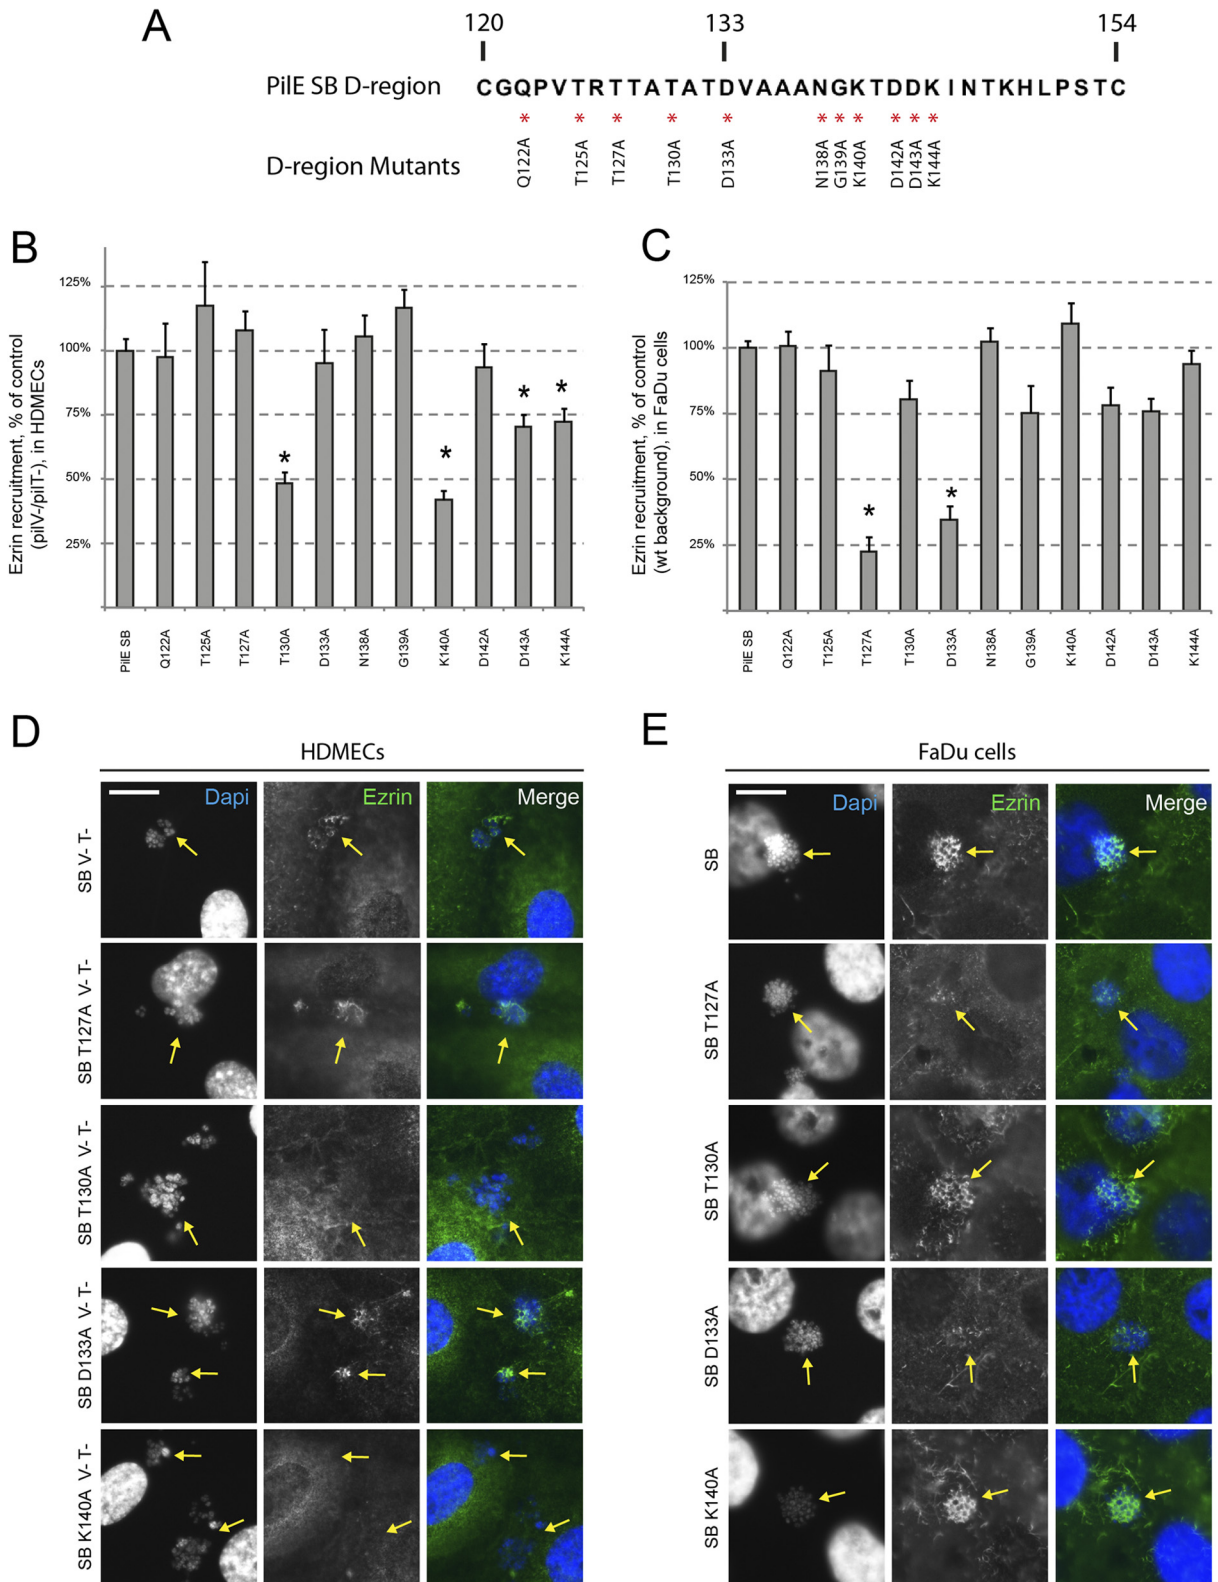 A
120 133 154
PilE SB D-region CGQPVTRTTATATDVAAANGKTDDKINTKHLPSTC
* * * * * * * * * * *
D-region Mutants Q122A T125A T127A T130A D133A N138A G139A K140A D142A D143A K144A
B
Ezrin recruitment, % of control
(pilV-/pilT-), in HDMECs
125%
100%
75%
50%
25%
* * * *
PilE SB Q122A T125A T127A T130A D133A N138A G139A K140A D142A D143A K144A
C
Ezrin recruitment, % of control
(wt background), in FaDu cells
125%
100%
75%
50%
25%
* *
PilE SB Q122A T125A T127A T130A D133A N138A G139A K140A D142A D143A K144A
D
HDMECs
Dapi Ezrin Merge
SB V- T-
SB T127A V- T-
SB T130A V- T-
SB D133A V- T-
SB K140A V- T-
E
FaDu cells
Dapi Ezrin Merge
SB
SB T127A
SB T130A
SB D133A
SB K140A